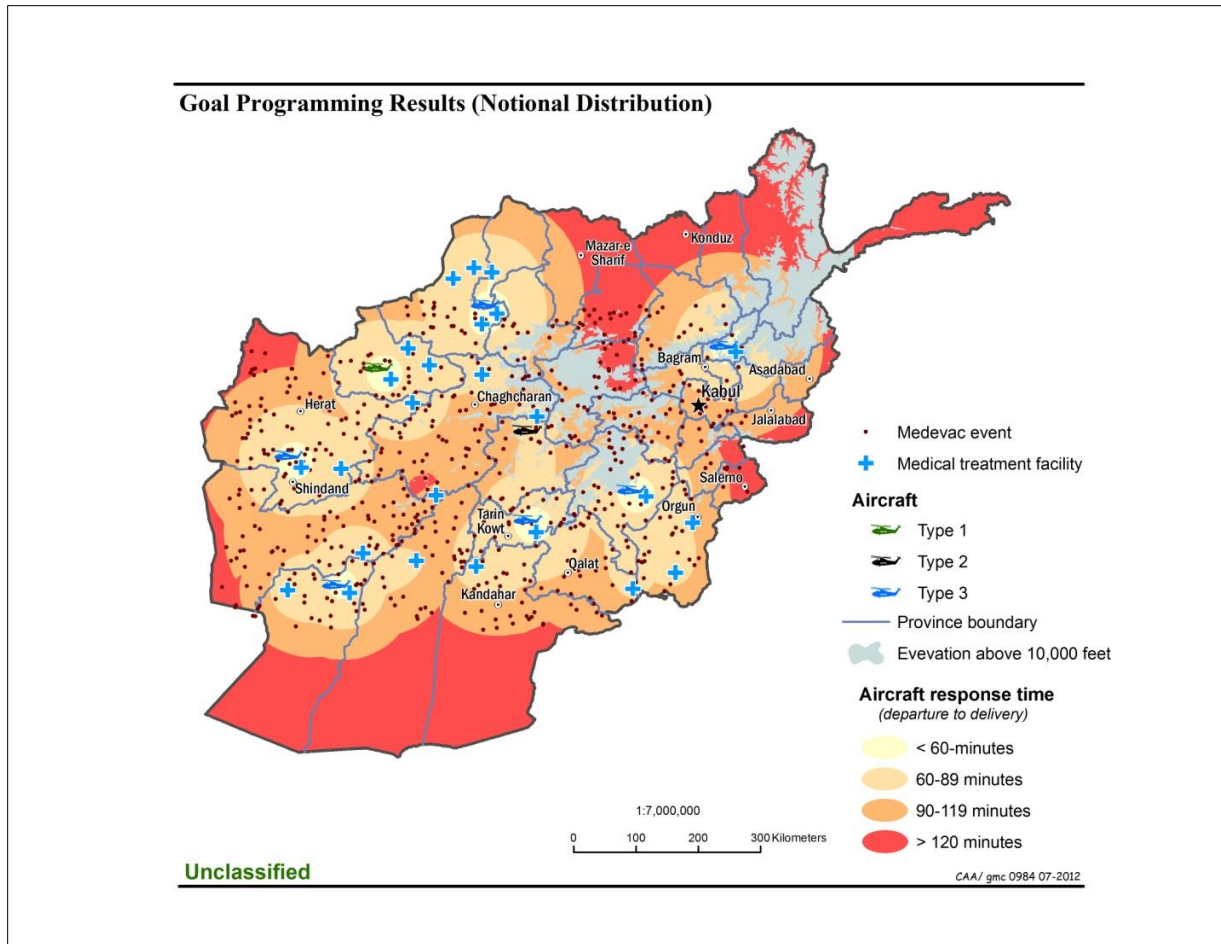 Goal Programming Results (Notional Distribution)
Konduz
Mazar-e
Sharif
Bagram
Asadabad
Kabul
Herat
Chaghcharan
Jalalabad
Medevac event
Medical treatment facility
Salerno
Shindand
Orgun
Aircraft
Tarin
Kowt
Type 1
Type 2
Qalat
Type 3
Kandahar
Province boundary
Evevation above 10,000 feet
Aircraft response time
(departure to delivery)
< 60-minutes
60-89 minutes
1:7,000,000
90-119 minutes
0 100 200 300 Kilometers
> 120 minutes
Unclassified
CAA/ gmc 0984 07-2012